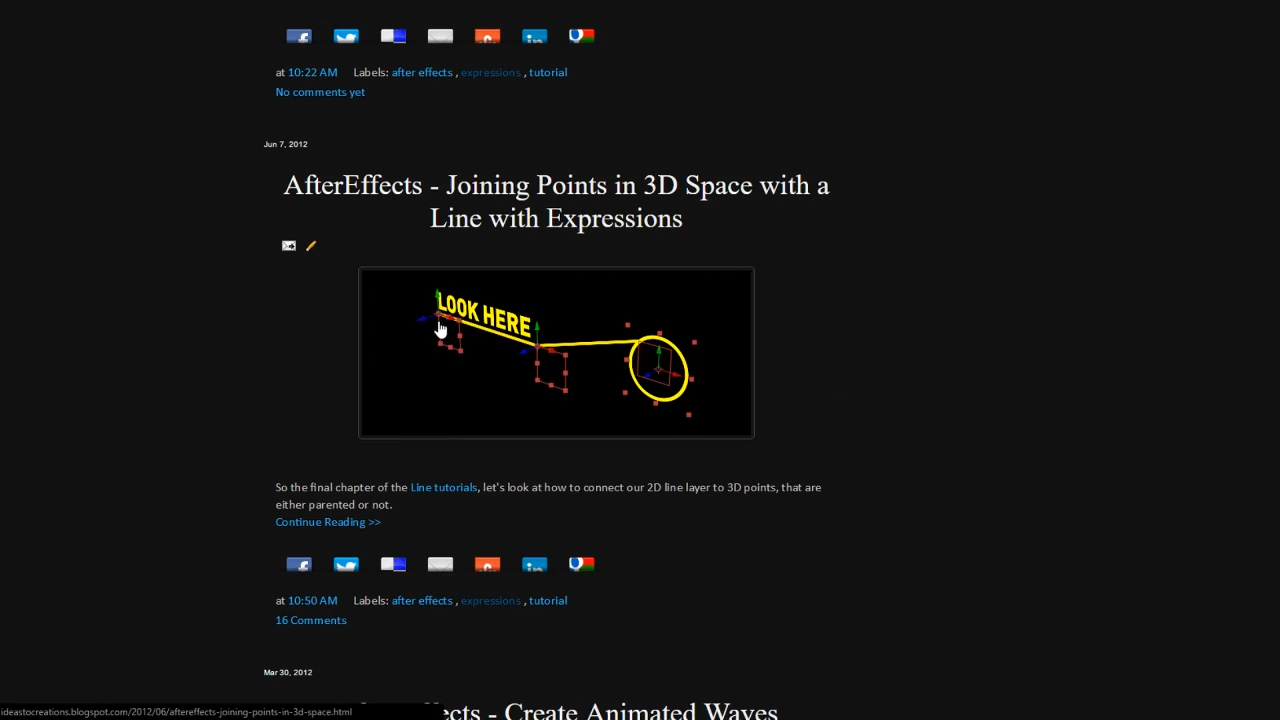 at 10:22 AM Labels: after effects , expressions , tutorial
No comments yet
Jun 7, 2012
AfterEffects - Joining Points in 3D Space with a
Line with Expressions
LOOK HERE
So the final chapter of the Line tutorials, let's look at how to connect our 2D line layer to 3D points, that are
either parented or not.
Continue Reading >>
at 10:50 AM Labels: after effects , expressions , tutorial
16 Comments
Mar 30, 2012
ects - Create Animated Waves
ideastocreations.blogspot.com/2012/06/aftereffects-joining-points-in-3d-space.html